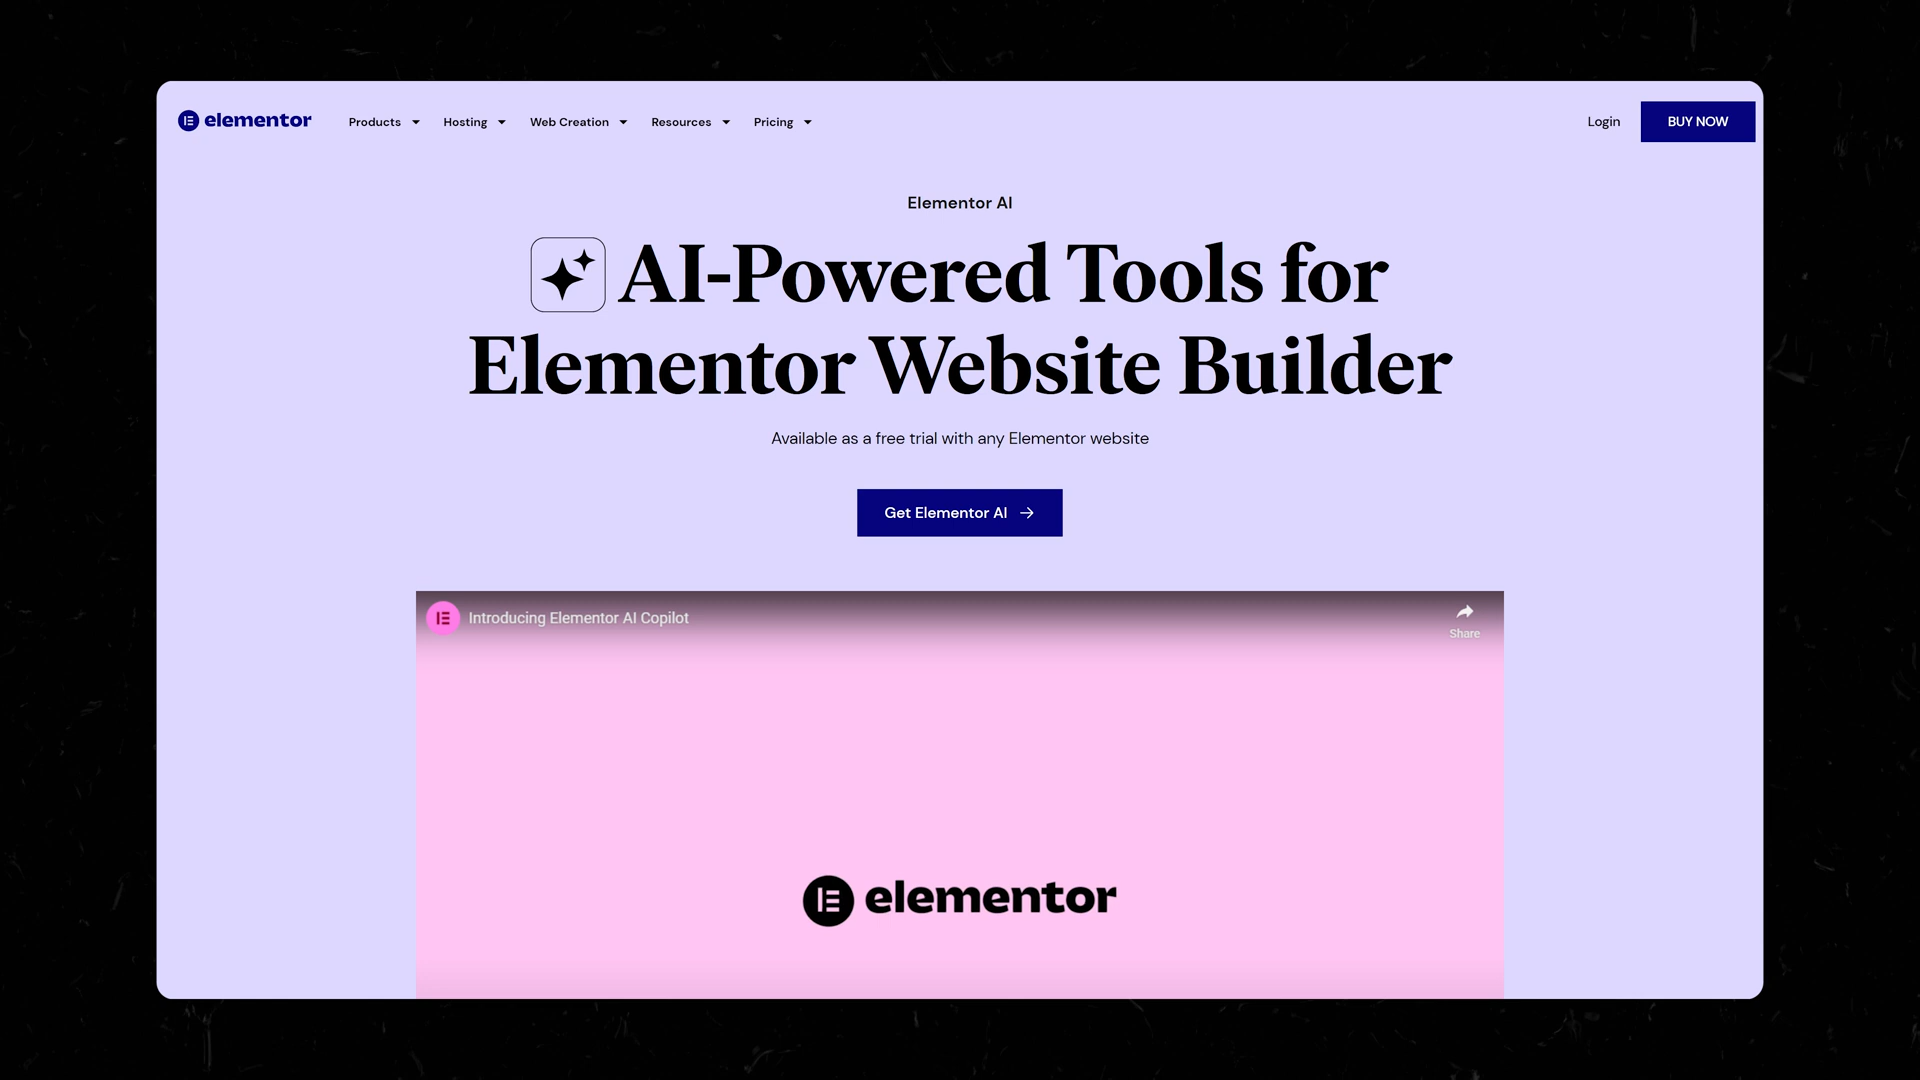 elementor Products Hosting Web Creation Resources Pricing Login BUY NOW
Elementor AI
AI-Powered Tools for
Elementor Website Builder
Available as a free trial with any Elementor website
Get Elementor AI
Introducing Elementor AI Copilot
Share
elementor